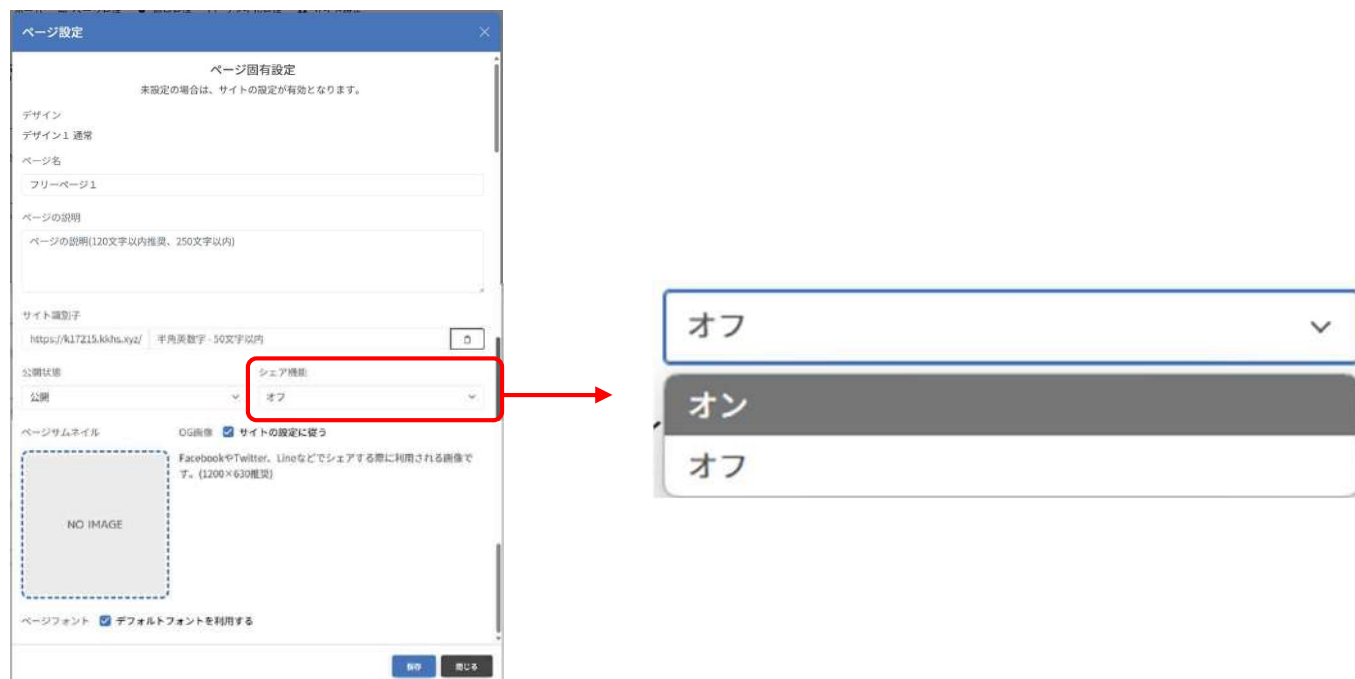 ページ設定
ページ固有設定
未設定の場合は、サイトの設定が有効となります。
デザイン
デザイン１ 通常
ページ名
フリーページ１
ページの説明
ページの説明(120文字以内推奨、250文字以内)
サイト識別子
https://k17215.kkhs.xyz/ 半角英数字 - 50文字以内
公開状態 シェア機能
公開 オフ
ページサムネイル OG画像 サイトの設定に従う
FacebookやTwitter、Lineなどでシェアする際に利用される画像で
す。(1200×630推奨)
NO IMAGE
ページフォント デフォルトフォントを利用する
保存 閉じる
オフ
オン
オフ